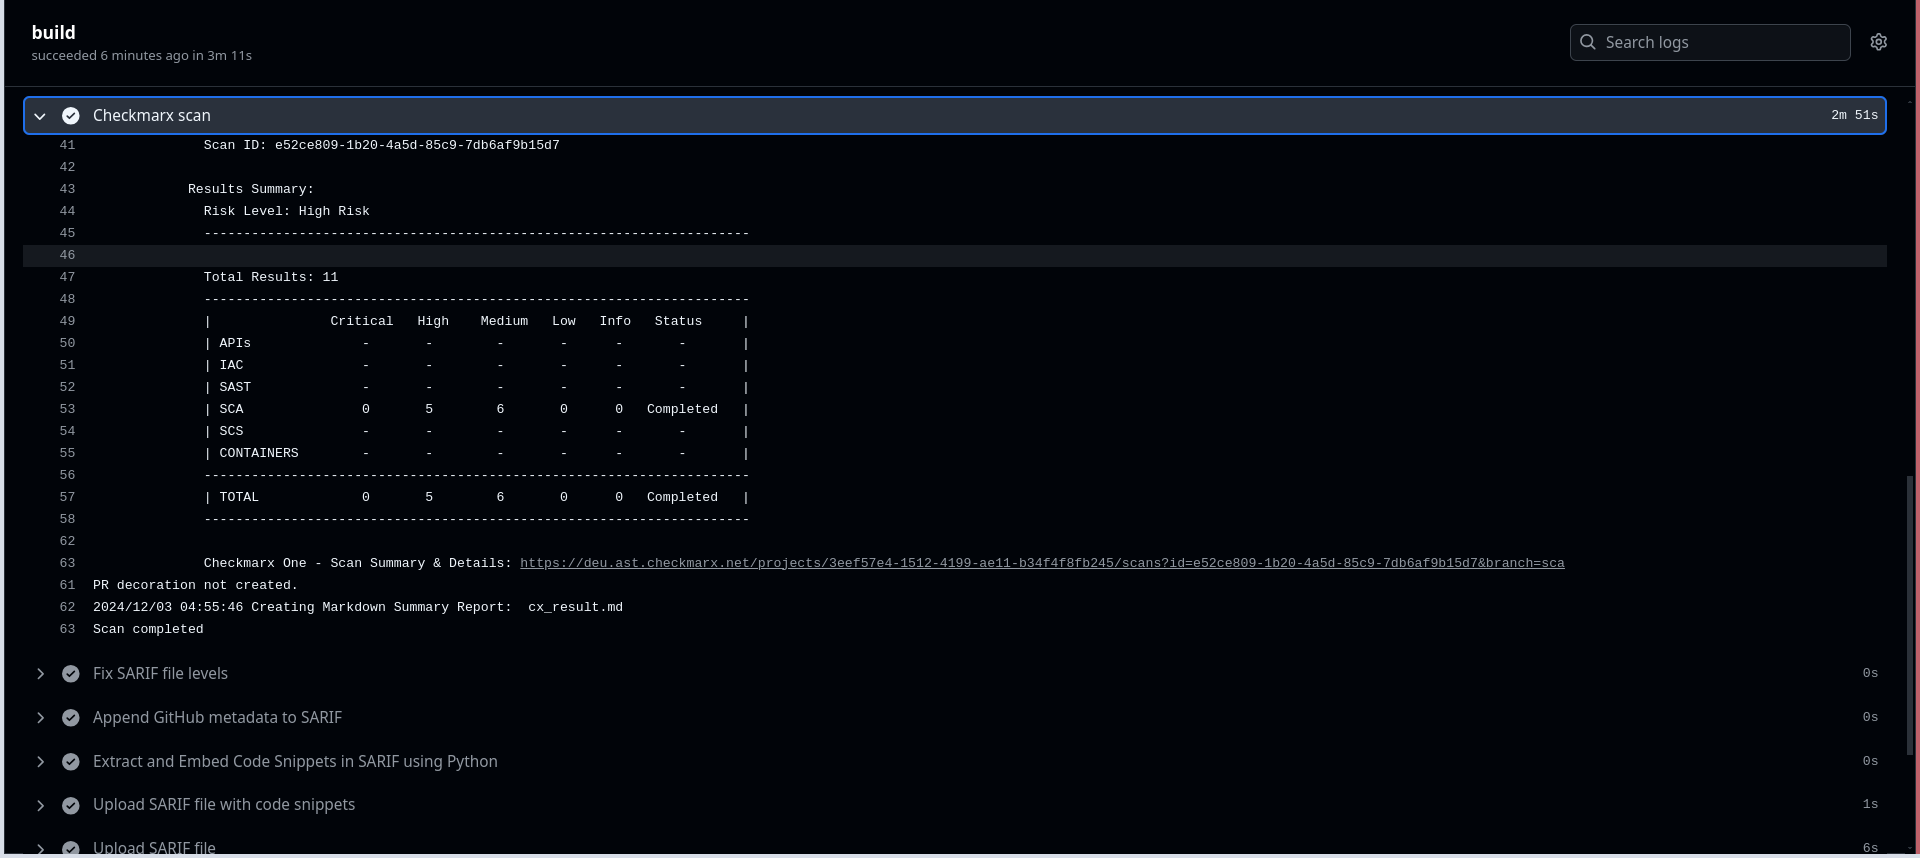 build
succeeded 6 minutes ago in 3m 11s
Search logs
Checkmarx scan 2m 51s
41 Scan ID: e52ce809-1b20-4a5d-85c9-7db6af9b15d7
42
43 Results Summary:
44 Risk Level: High Risk
45 ---------------------------------------------------------------------
46
47 Total Results: 11
48 ---------------------------------------------------------------------
49 | Critical High Medium Low Info Status |
50 | APIs - - - - - - |
51 | IAC - - - - - - |
52 | SAST - - - - - - |
53 | SCA 0 5 6 0 0 Completed |
54 | SCS - - - - - - |
55 | CONTAINERS - - - - - - |
56 ---------------------------------------------------------------------
57 | TOTAL 0 5 6 0 0 Completed |
58 ---------------------------------------------------------------------
62
63 Checkmarx One - Scan Summary & Details: https://deu.ast.checkmarx.net/projects/3eef57e4-1512-4199-ae11-b34f4f8fb245/scans?id=e52ce809-1b20-4a5d-85c9-7db6af9b15d7&branch=sca
61 PR decoration not created.
62 2024/12/03 04:55:46 Creating Markdown Summary Report: cx_result.md
63 Scan completed
Fix SARIF file levels 0s
Append GitHub metadata to SARIF 0s
Extract and Embed Code Snippets in SARIF using Python 0s
Upload SARIF file with code snippets 1s
Upload SARIF file 6s